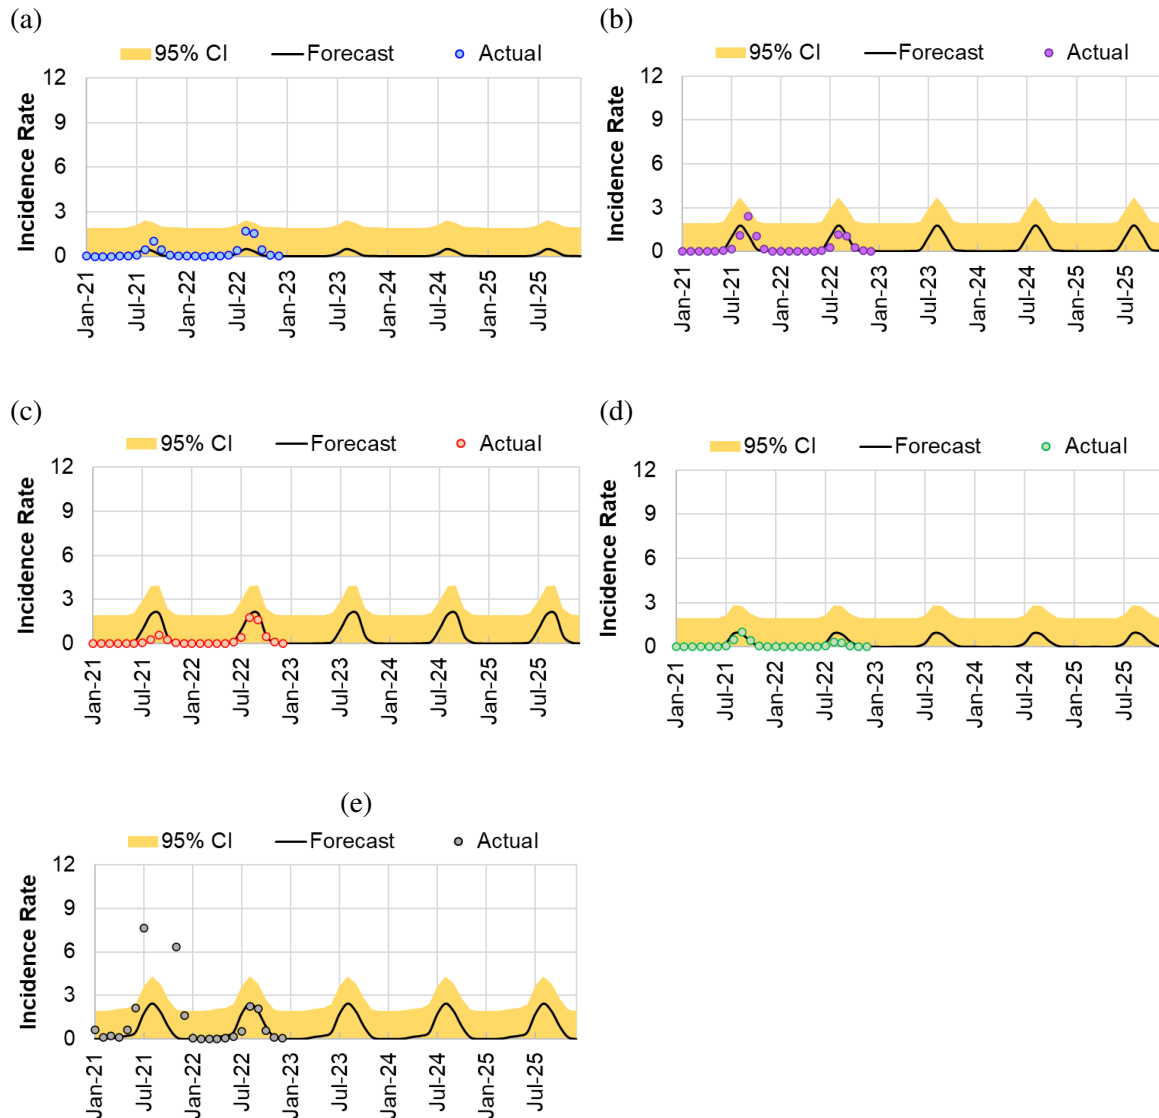 (a)
95% CI Forecast Actual
Incidence Rate
12
9
6
3
0
Jan-21 Jul-21 Jan-22 Jul-22 Jan-23 Jul-23 Jan-24 Jul-24 Jan-25 Jul-25
(b)
95% CI Forecast Actual
Incidence Rate
12
9
6
3
0
Jan-21 Jul-21 Jan-22 Jul-22 Jan-23 Jul-23 Jan-24 Jul-24 Jan-25 Jul-25
(c)
95% CI Forecast Actual
Incidence Rate
12
9
6
3
0
Jan-21 Jul-21 Jan-22 Jul-22 Jan-23 Jul-23 Jan-24 Jul-24 Jan-25 Jul-25
(d)
95% CI Forecast Actual
Incidence Rate
12
9
6
3
0
Jan-21 Jul-21 Jan-22 Jul-22 Jan-23 Jul-23 Jan-24 Jul-24 Jan-25 Jul-25
(e)
95% CI Forecast Actual
Incidence Rate
12
9
6
3
0
Jan-21 Jul-21 Jan-22 Jul-22 Jan-23 Jul-23 Jan-24 Jul-24 Jan-25 Jul-25